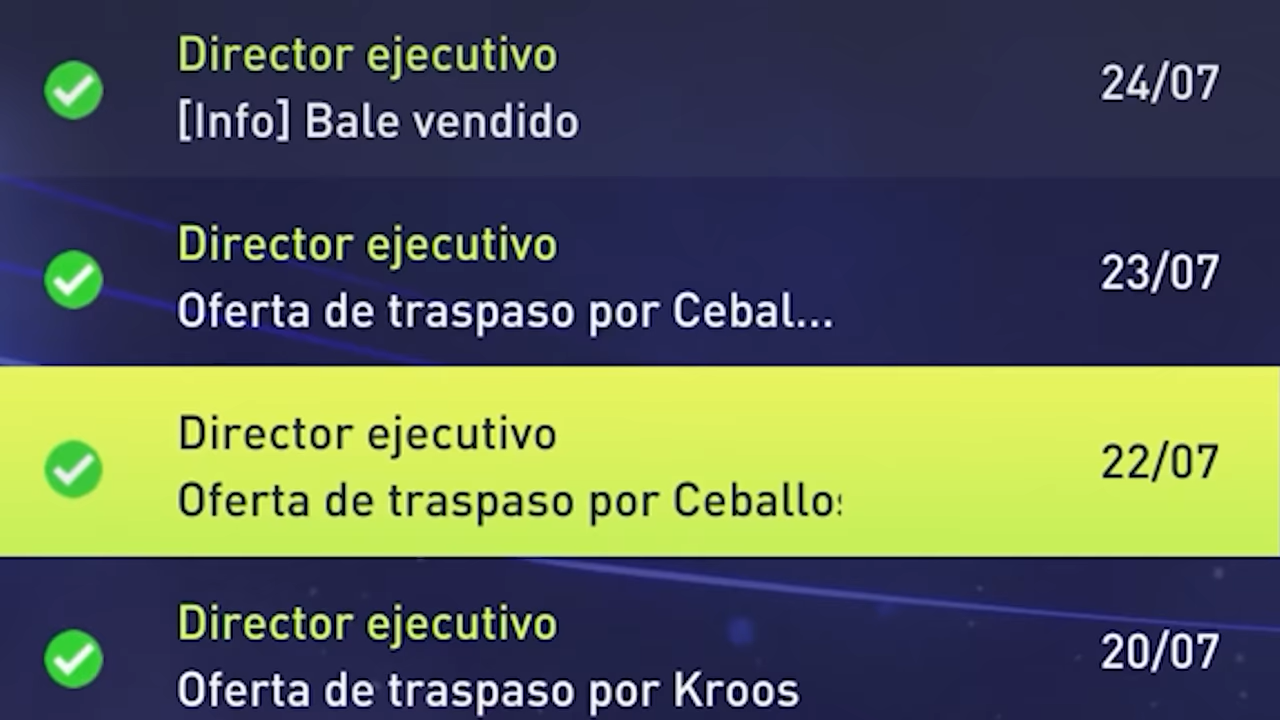 Director ejecutivo
24/07
[Info] Bale vendido
Director ejecutivo
23/07
Oferta de traspaso por Cebal...
Director ejecutivo
22/07
Oferta de traspaso por Ceballos
Director ejecutivo
20/07
Oferta de traspaso por Kroos